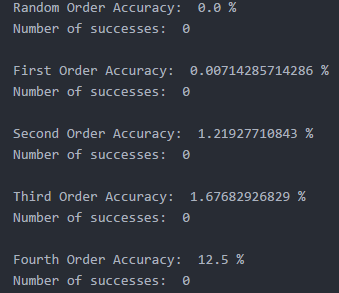 Random Order Accuracy:  0.0 %
Number of successes:  0
First Order Accuracy:  0.00714285714286 %
Number of successes:  0
Second Order Accuracy:  1.21927710843 %
Number of successes:  0
Third Order Accuracy:  1.67682926829 %
Number of successes:  0
Fourth Order Accuracy:  12.5 %
Number of successes:  0